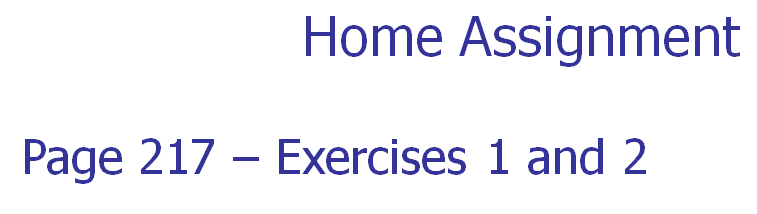 Home Assignment
Page 217 – Exercises 1 and 2